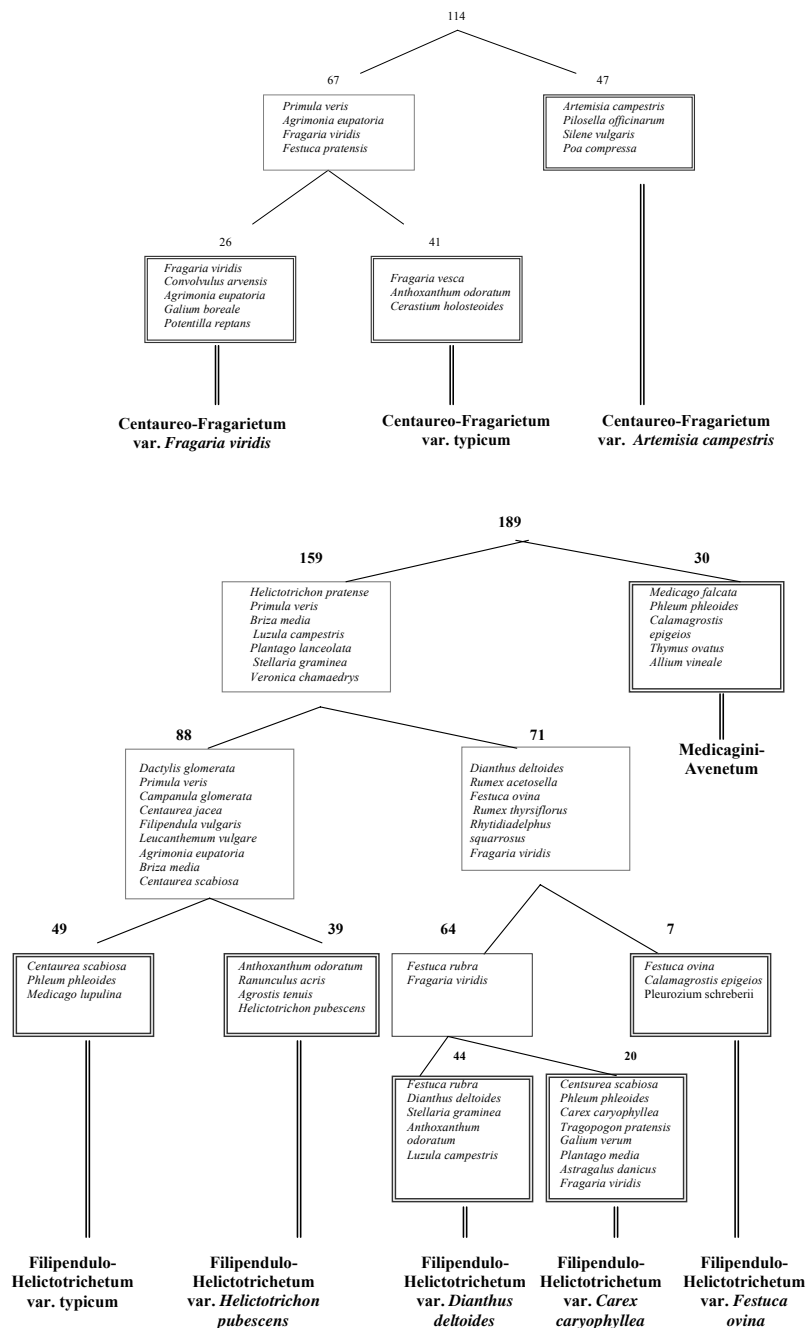 114
67
47
Primula veris
Agrimonia eupatoria
Fragaria viridis
Festuca pratensis
Artemisia campestris
Pilosella officinarum
Silene vulgaris
Poa compressa
26
41
Fragaria viridis
Convolvulus arvensis
Agrimonia eupatoria
Galium boreale
Potentilla reptans
Fragaria vesca
Anthoxanthum odoratum
Cerastium holosteoides
Centaureo-Fragarietum
var. Fragaria viridis
Centaureo-Fragarietum
var. typicum
Centaureo-Fragarietum
var. Artemisia campestris
189
159
30
Helictotrichon pratense
Primula veris
Briza media
Luzula campestris
Plantago lanceolata
Stellaria graminea
Veronica chamaedrys
Medicago falcata
Phleum phleoides
Calamagrostis
epigeios
Thymus ovatus
Allium vineale
Medicagini-
Avenetum
88
71
Dactylis glomerata
Primula veris
Campanula glomerata
Centaurea jacea
Filipendula vulgaris
Leucanthemum vulgare
Agrimonia eupatoria
Briza media
Centaurea scabiosa
Dianthus deltoides
Rumex acetosella
Festuca ovina
Rumex thyrsiflorus
Rhytidiadelphus
squarrosus
Fragaria viridis
49
39
64
7
Centaurea scabiosa
Phleum phleoides
Medicago lupulina
Anthoxanthum odoratum
Ranunculus acris
Agrostis tenuis
Helictotrichon pubescens
Festuca rubra
Fragaria viridis
Festuca ovina
Calamagrostis epigeios
Pleurozium schreberii
44
20
Festuca rubra
Dianthus deltoides
Stellaria graminea
Anthoxanthum
odoratum
Luzula campestris
Centsurea scabiosa
Phleum phleoides
Carex caryophyllea
Tragopogon pratensis
Galium verum
Plantago media
Astragalus danicus
Fragaria viridis
Filipendulo-
Helictotrichetum
var. typicum
Filipendulo-
Helictotrichetum
var. Helictotrichon
pubescens
Filipendulo-
Helictotrichetum
var. Dianthus
deltoides
Filipendulo-
Helictotrichetum
var. Carex
caryophyllea
Filipendulo-
Helictotrichetum
var. Festuca
ovina